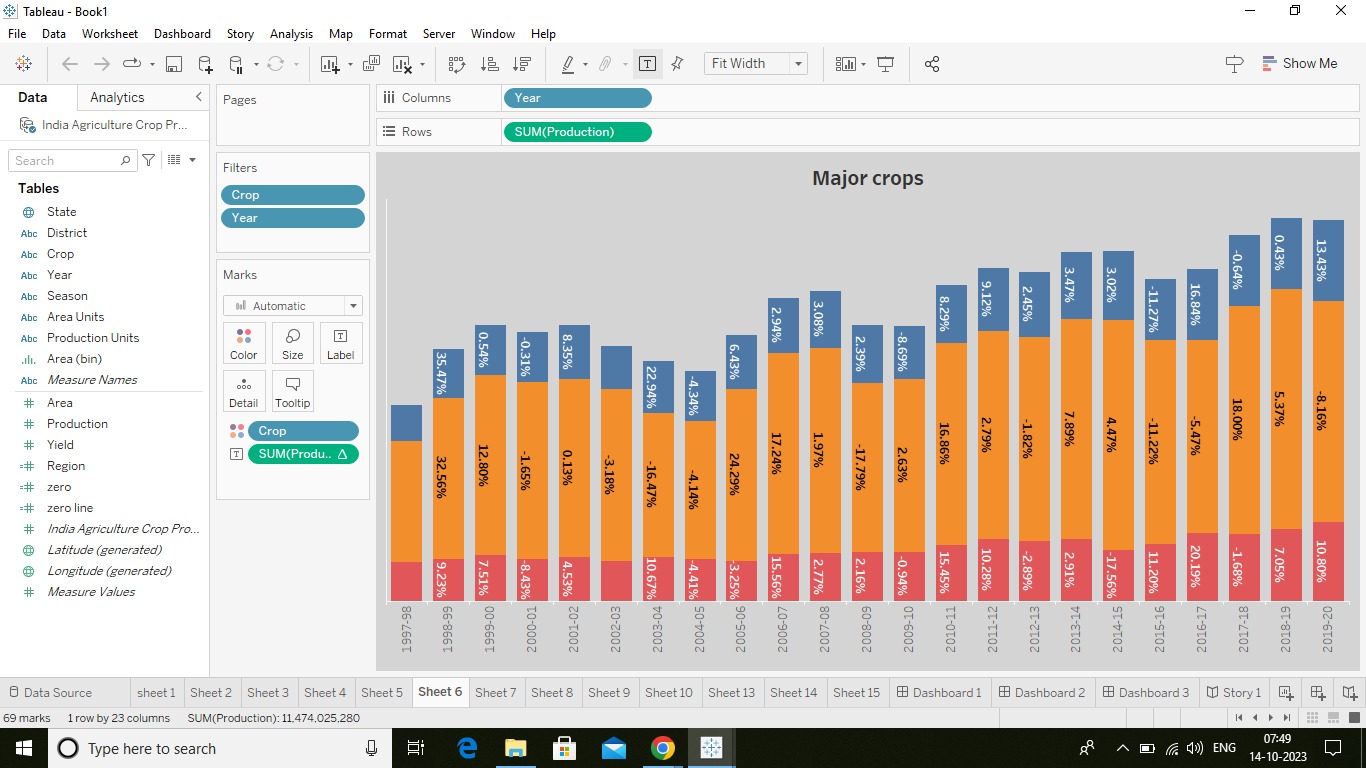 Tableau - Book1
File Data Worksheet Dashboard Story Analysis Map Format Server Window Help
Fit Width
Show Me
Data Analytics
India Agriculture Crop Pr...
Search
Tables
State
District
Crop
Year
Season
Area Units
Production Units
Area (bin)
Measure Names
Area
Production
Yield
Region
zero
zero line
India Agriculture Crop Pro...
Latitude (generated)
Longitude (generated)
Measure Values
Pages
Filters
Crop
Year
Marks
Automatic
Color Size Label
Detail Tooltip
Crop
SUM(Produ.. Δ
Columns Year
Rows SUM(Production)
Major crops
35.47% 0.54% -0.31% 8.35% 22.94% -4.34% 6.43% 2.94% 3.08% 2.39% -8.69% 8.29% 9.12% 2.45% 3.47% 3.02% -11.27% 16.84% -0.64% 0.43% 13.43%
32.56% 12.80% -1.65% 0.13% -3.18% -16.47% -4.14% 24.29% 17.24% 1.97% -17.79% 2.63% 16.86% 2.79% -1.82% 7.89% 4.47% -11.22% -5.47% 18.00% 5.37% -8.16%
9.23% 7.51% -8.43% 4.53% 10.67% -4.41% -3.25% 15.56% 2.77% 2.16% -0.94% 15.45% 10.28% -2.89% 2.91% -17.56% 11.20% 20.19% -1.68% 7.05% 10.80%
1997-98 1998-99 1999-00 2000-01 2001-02 2002-03 2003-04 2004-05 2005-06 2006-07 2007-08 2008-09 2009-10 2010-11 2011-12 2012-13 2013-14 2014-15 2015-16 2016-17 2017-18 2018-19 2019-20
Data Source sheet 1 Sheet 2 Sheet 3 Sheet 4 Sheet 5 Sheet 6 Sheet 7 Sheet 8 Sheet 9 Sheet 10 Sheet 13 Sheet 14 Sheet 15 Dashboard 1 Dashboard 2 Dashboard 3 Story 1
69 marks 1 row by 23 columns SUM(Production): 11,474,025,280
Type here to search
ENG
07:49
14-10-2023